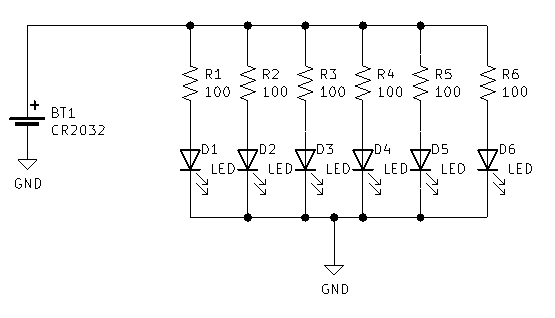 +
BT1
CR2032
GND
R1
100
R2
100
R3
100
R4
100
R5
100
R6
100
D1
LED
D2
LED
D3
LED
D4
LED
D5
LED
D6
LED
GND